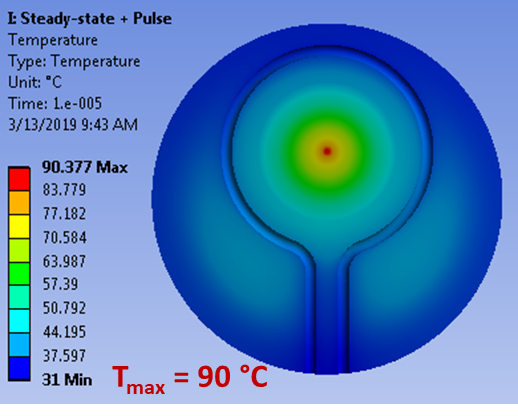 I: Steady-state + Pulse
Temperature
Type: Temperature
Unit: °C
Time: 1.e-005
3/13/2019 9:43 AM
90.377 Max
83.779
77.182
70.584
63.987
57.39
50.792
44.195
37.597
31 Min
Tmax = 90 °C